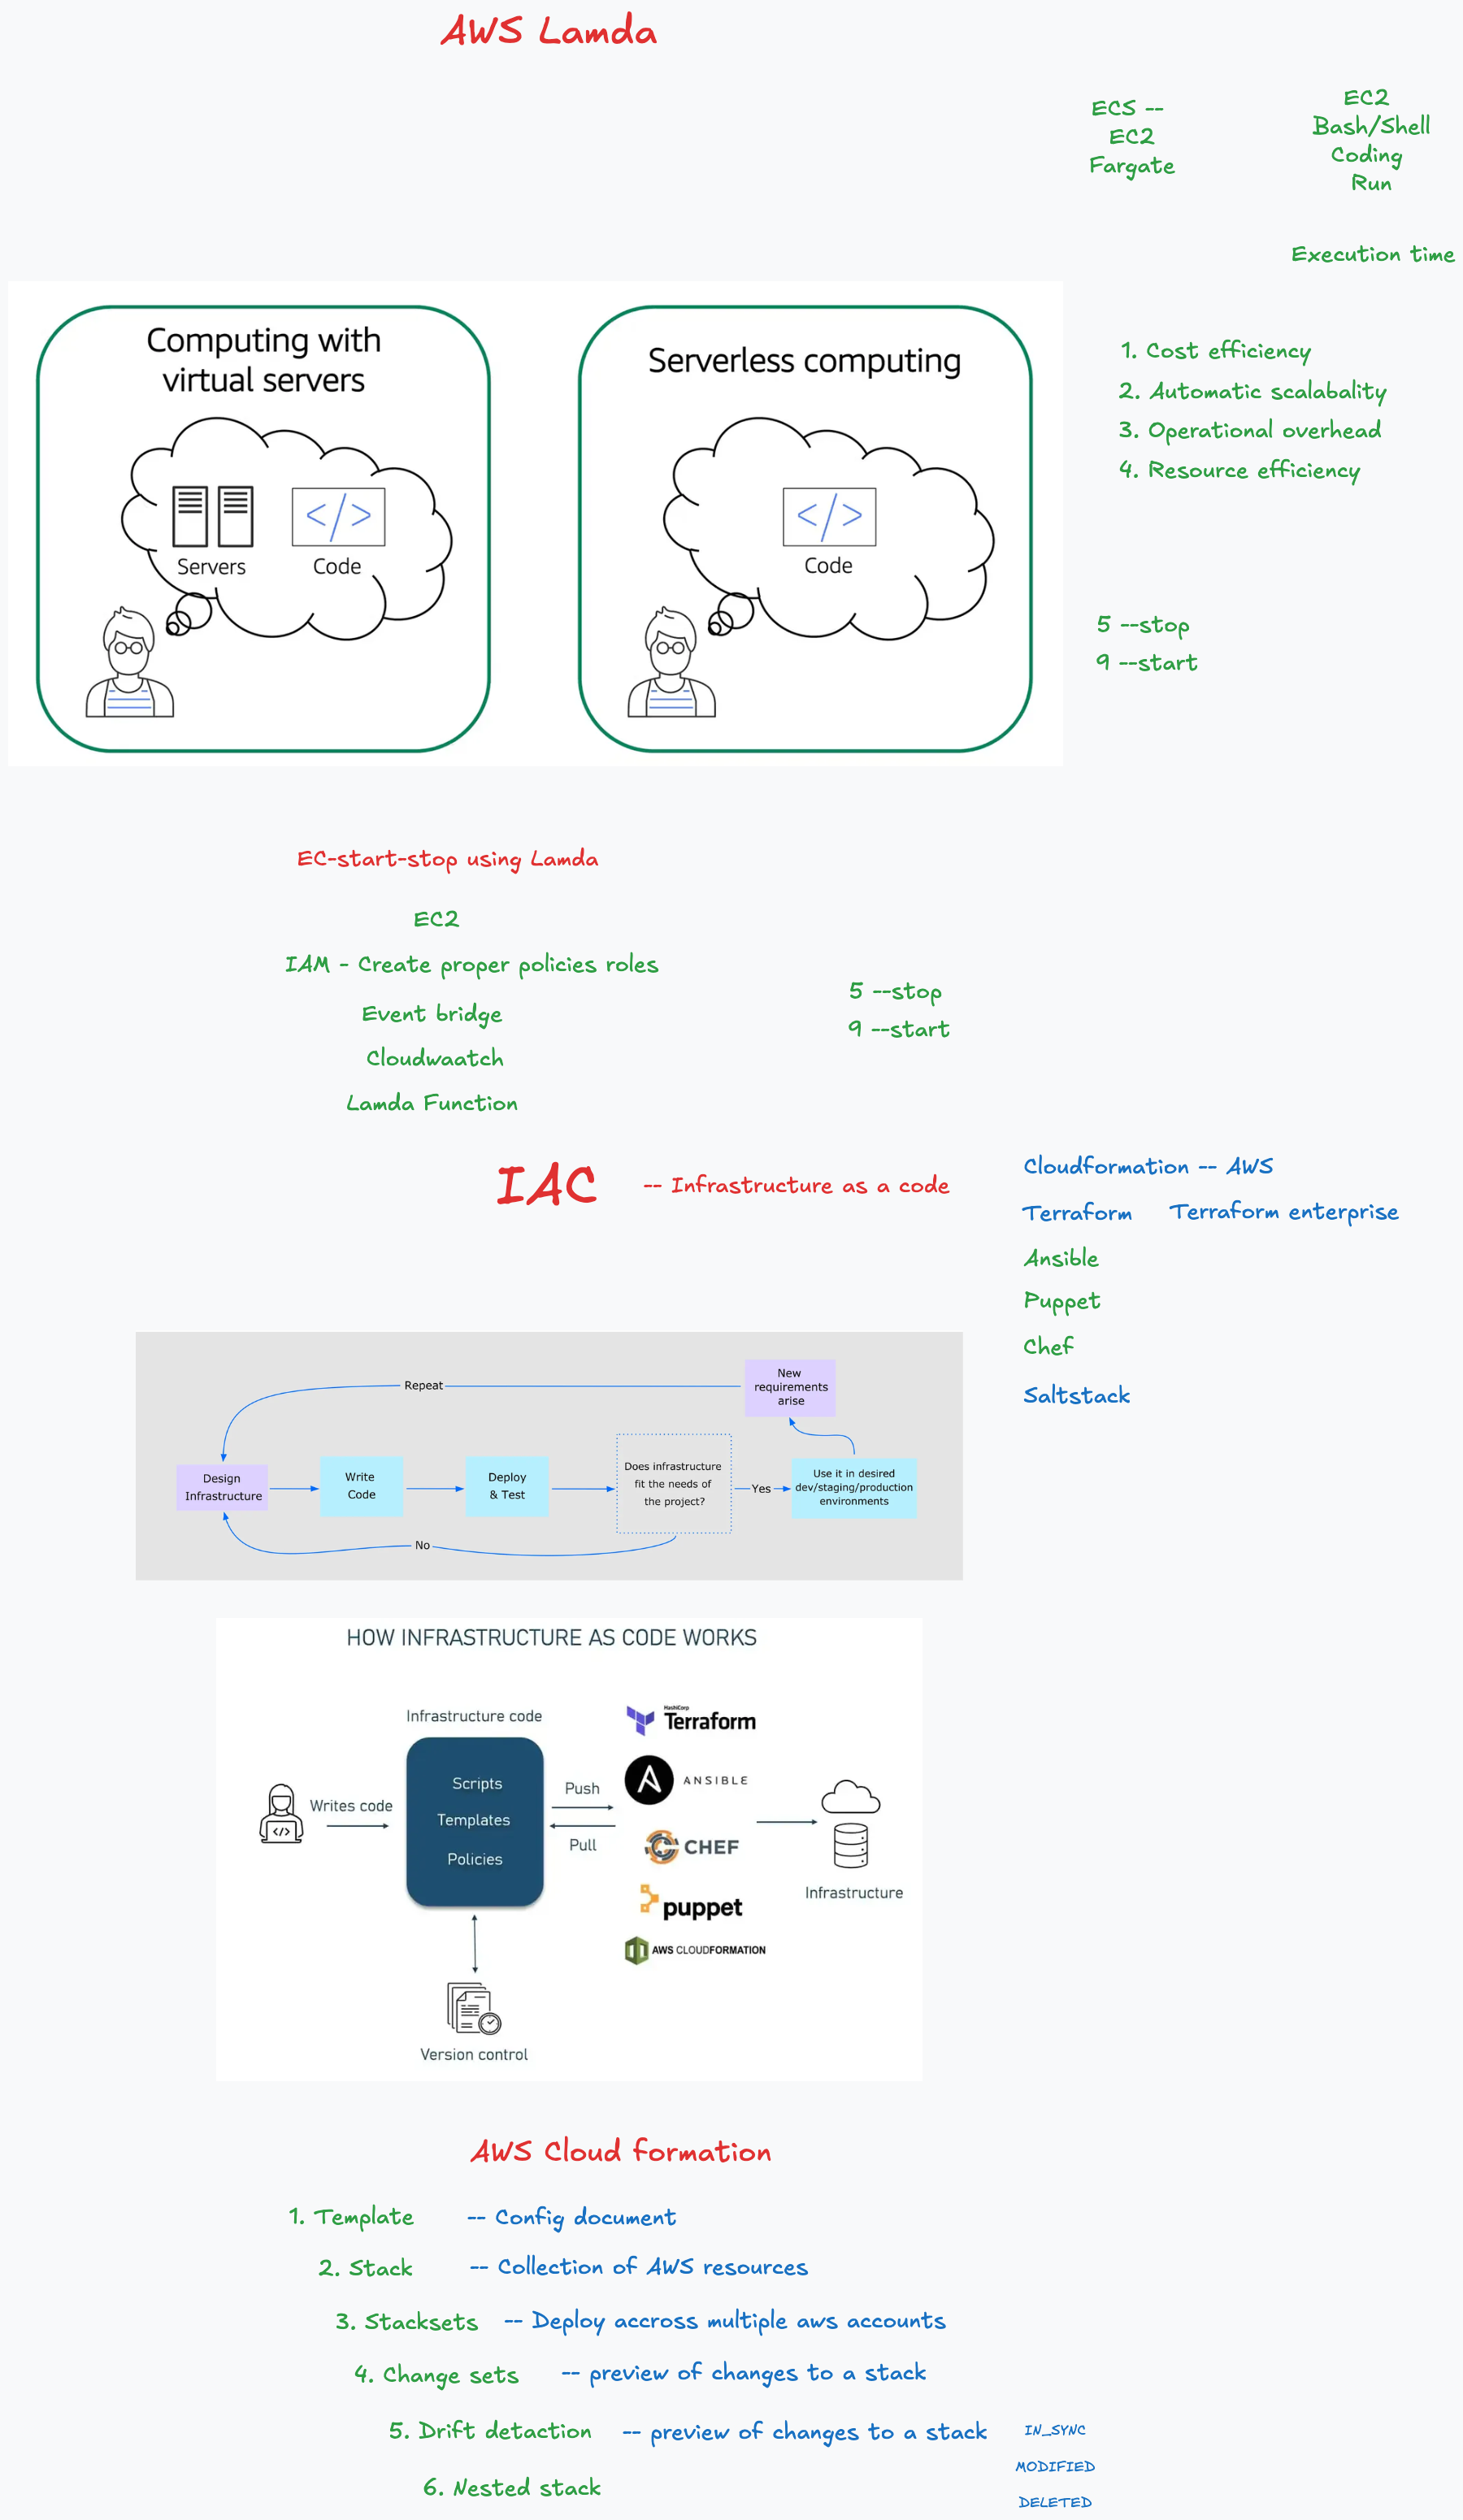 AWS Lamda
ECS --
EC2
Fargate
EC2
Bash/Shell
Coding
Run
Execution time
Computing with
virtual servers
Servers
Code
Serverless computing
Code
1. Cost efficiency
2. Automatic scalabality
3. Operational overhead
4. Resource efficiency
5 --stop
9 --start
EC-start-stop using Lamda
EC2
IAM - Create proper policies roles
Event bridge
Cloudwaatch
Lamda Function
5 --stop
9 --start
IAC -- Infrastructure as a code
Cloudformation -- AWS
Terraform Terraform enterprise
Ansible
Puppet
Chef
Saltstack
Repeat
New
requirements
arise
Design
Infrastructure
Write
Code
Deploy
& Test
Does infrastructure
fit the needs of
the project?
Yes
Use it in desired
dev/staging/production
environments
No
HOW INFRASTRUCTURE AS CODE WORKS
Infrastructure code
Writes code
Scripts
Templates
Policies
Push
Pull
HashiCorp
Terraform
ANSIBLE
CHEF
puppet
AWS CLOUDFORMATION
Infrastructure
Version control
AWS Cloud formation
1. Template -- Config document
2. Stack -- Collection of AWS resources
3. Stacksets -- Deploy accross multiple aws accounts
4. Change sets -- preview of changes to a stack
5. Drift detaction -- preview of changes to a stack
IN_SYNC
MODIFIED
DELETED
6. Nested stack